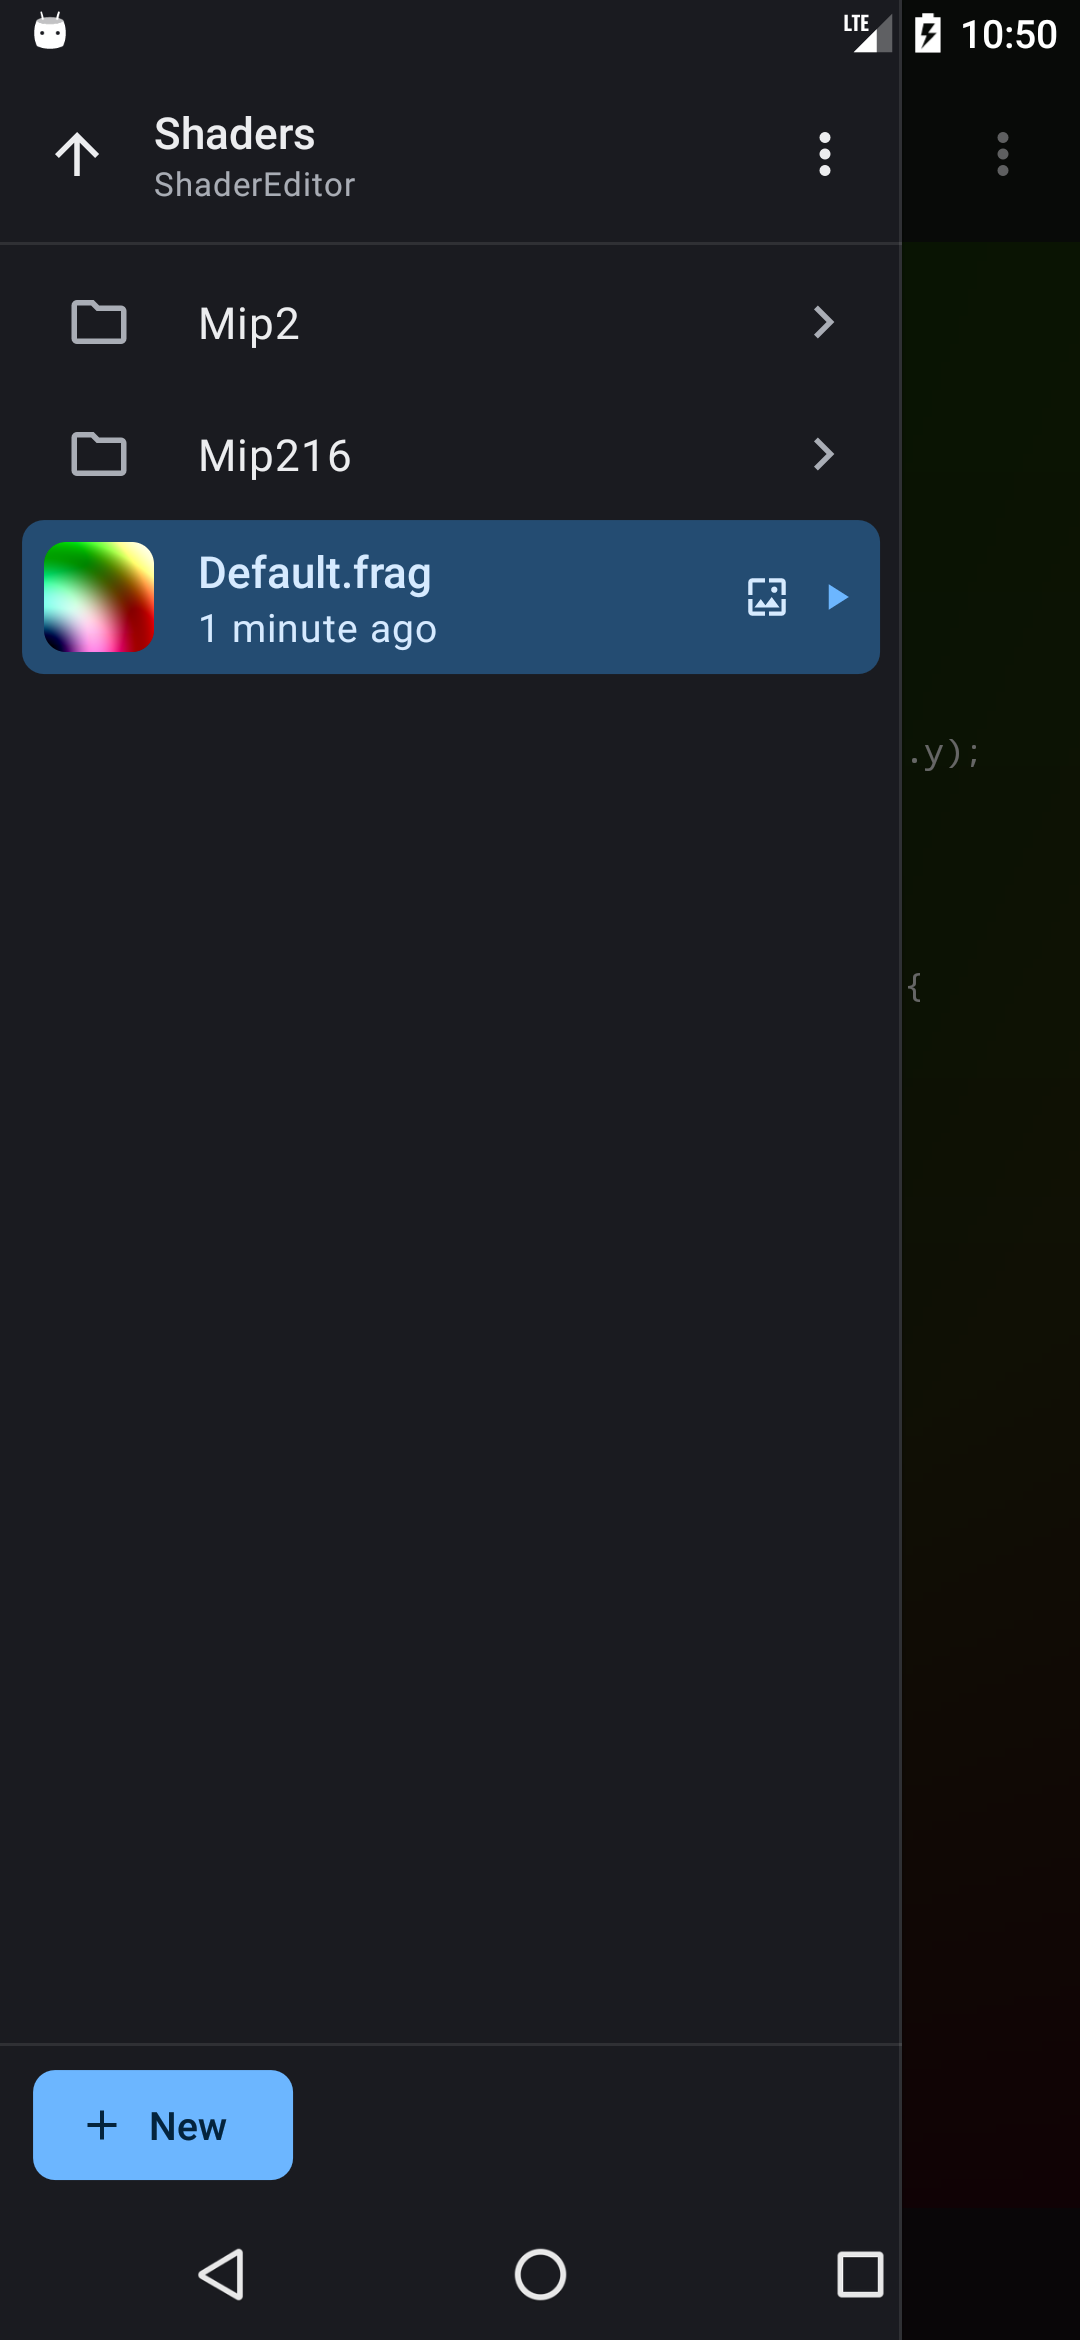 LTE
10:50
Shaders
ShaderEditor
Mip2
Mip216
Default.frag
1 minute ago
.y);
{
New